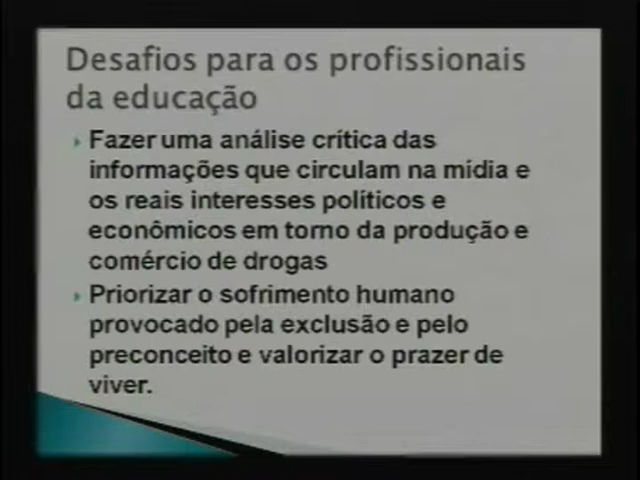 Desafios para os profissionais
da educação
Fazer uma análise crítica das
informações que circulam na mídia e
os reais interesses políticos e
econômicos em torno da produção e
comércio de drogas
Priorizar o sofrimento humano
provocado pela exclusão e pelo
preconceito e valorizar o prazer de
viver.